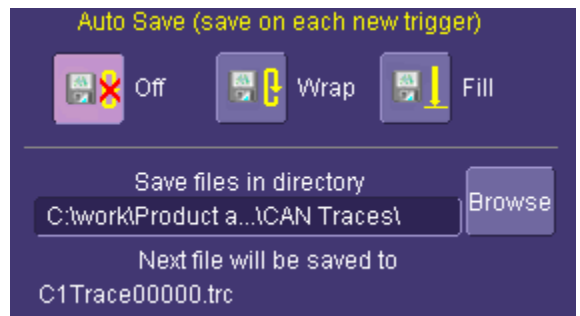 Auto Save (save on each new trigger)
Off Wrap Fill
Save files in directory
C:\work\Product a...\CAN Traces\ Browse
Next file will be saved to
C1Trace00000.trc